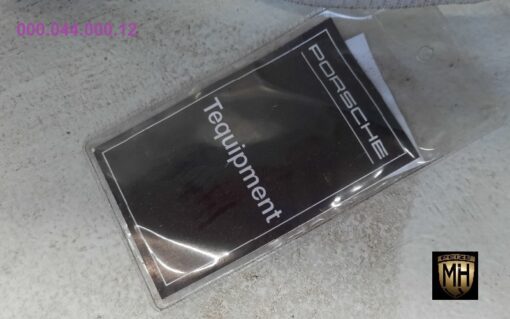 000.044.000.12
PORSCHE
Tequipment
MH